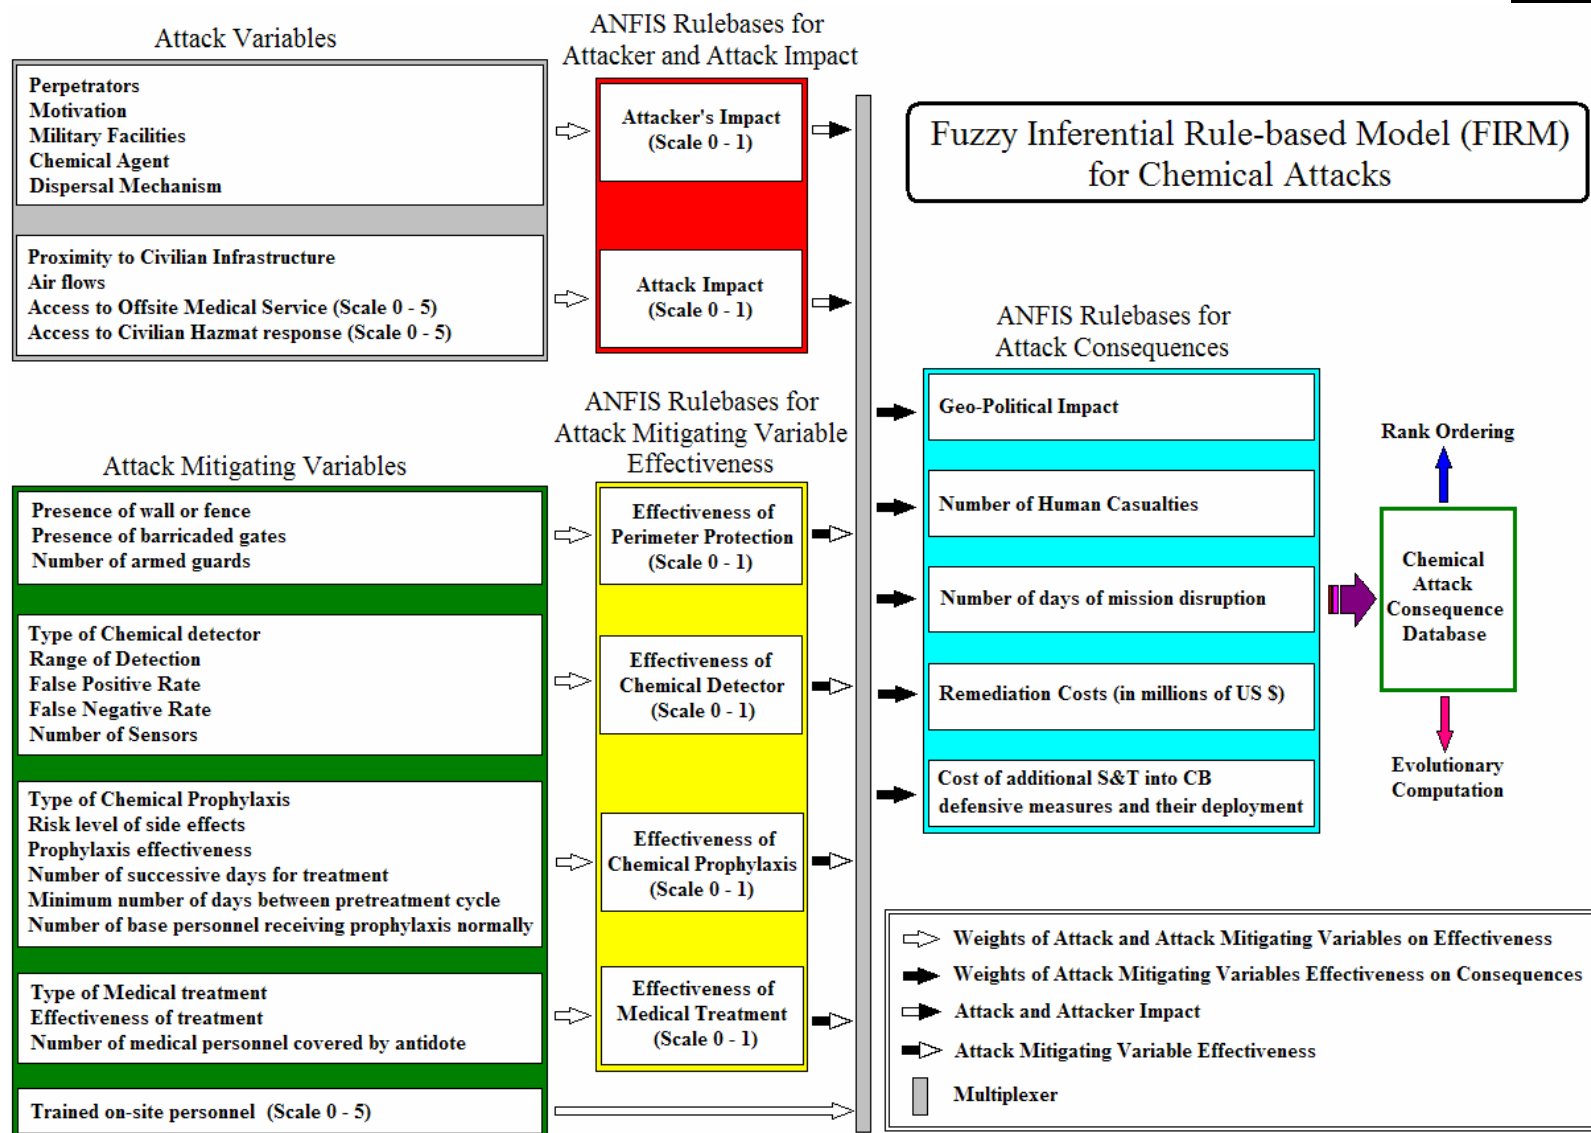 Attack Variables
Perpetrators
Motivation
Military Facilities
Chemical Agent
Dispersal Mechanism
Proximity to Civilian Infrastructure
Air flows
Access to Offsite Medical Service (Scale 0 - 5)
Access to Civilian Hazmat response (Scale 0 - 5)
ANFIS Rulebases for
Attacker and Attack Impact
Attacker's Impact
(Scale 0 - 1)
Attack Impact
(Scale 0 - 1)
Fuzzy Inferential Rule-based Model (FIRM)
for Chemical Attacks
Attack Mitigating Variables
Presence of wall or fence
Presence of barricaded gates
Number of armed guards
Type of Chemical detector
Range of Detection
False Positive Rate
False Negative Rate
Number of Sensors
Type of Chemical Prophylaxis
Risk level of side effects
Prophylaxis effectiveness
Number of successive days for treatment
Minimum number of days between pretreatment cycle
Number of base personnel receiving prophylaxis normally
Type of Medical treatment
Effectiveness of treatment
Number of medical personnel covered by antidote
Trained on-site personnel (Scale 0 - 5)
ANFIS Rulebases for
Attack Mitigating Variable
Effectiveness
Effectiveness of
Perimeter Protection
(Scale 0 - 1)
Effectiveness of
Chemical Detector
(Scale 0 - 1)
Effectiveness of
Chemical Prophylaxis
(Scale 0 - 1)
Effectiveness of
Medical Treatment
(Scale 0 - 1)
ANFIS Rulebases for
Attack Consequences
Geo-Political Impact
Number of Human Casualties
Number of days of mission disruption
Remediation Costs (in millions of US $)
Cost of additional S&T into CB
defensive measures and their deployment
Rank Ordering
Chemical
Attack
Consequence
Database
Evolutionary
Computation
Weights of Attack and Attack Mitigating Variables on Effectiveness
Weights of Attack Mitigating Variables Effectiveness on Consequences
Attack and Attacker Impact
Attack Mitigating Variable Effectiveness
Multiplexer